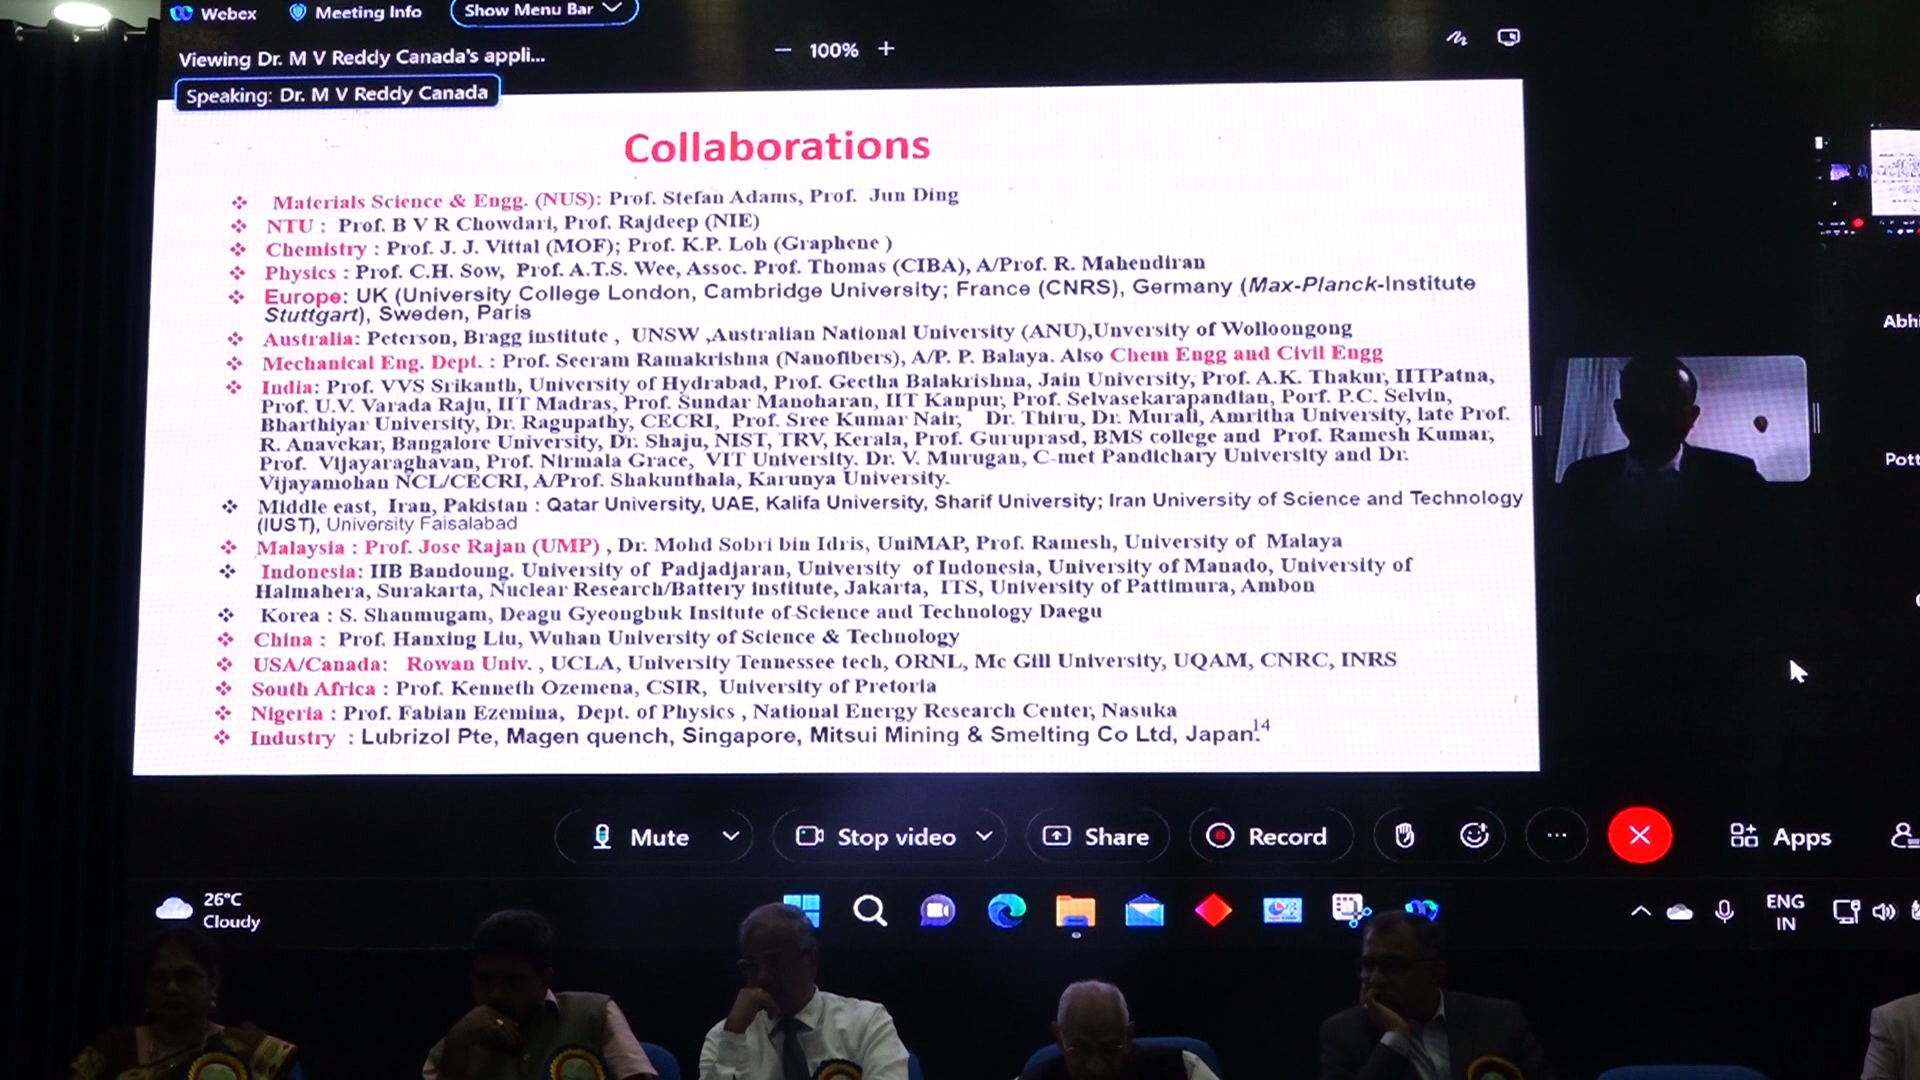 Webex Meeting Info Show Menu Bar
Viewing Dr. M V Reddy Canada's appli...
100%
Speaking: Dr. M V Reddy Canada
Collaborations
Materials Science & Engg. (NUS): Prof. Stefan Adams, Prof. Jun Ding
NTU : Prof. B V R Chowdari, Prof. Rajdeep (NIE)
Chemistry : Prof. J. J. Vittal (MOF); Prof. K.P. Loh (Graphene )
Physics : Prof. C.H. Sow, Prof. A.T.S. Wee, Assoc. Prof. Thomas (CIBA), A/Prof. R. Mahendiran
Europe: UK (University College London, Cambridge University; France (CNRS), Germany (Max-Planck-Institute
Stuttgart), Sweden, Paris
Australia: Peterson, Bragg institute , UNSW ,Australian National University (ANU),Unversity of Wolloongong
Mechanical Eng. Dept. : Prof. Seeram Ramakrishna (Nanofibers), A/P. P. Balaya. Also Chem Engg and Civil Engg
India: Prof. VVS Srikanth, University of Hydrabad, Prof. Geetha Balakrishna, Jain University, Prof. A.K. Thakur, IITPatna,
Prof. U.V. Varada Raju, IIT Madras, Prof. Sundar Manoharan, IIT Kanpur, Prof. Selvasekarapandian, Porf. P.C. Selvin,
Bharthiyar University, Dr. Ragupathy, CECRI, Prof. Sree Kumar Nair, Dr. Thiru, Dr. Murali, Amritha University, late Prof.
R. Anavekar, Bangalore University, Dr. Shaju, NIST, TRV, Kerala, Prof. Guruprasd, BMS college and Prof. Ramesh Kumar,
Prof. Vijayaraghavan, Prof. Nirmala Grace, VIT University. Dr. V. Murugan, C-met Pandichary University and Dr.
Vijayamohan NCL/CECRI, A/Prof. Shakunthala, Karunya University.
Middle east, Iran, Pakistan : Qatar University, UAE, Kalifa University, Sharif University; Iran University of Science and Technology
(IUST), University Faisalabad
Malaysia : Prof. Jose Rajan (UMP) , Dr. Mohd Sobri bin Idris, UniMAP, Prof. Ramesh, University of Malaya
Indonesia: IIB Bandoung. University of Padjadjaran, University of Indonesia, University of Manado, University of
Halmahera, Surakarta, Nuclear Research/Battery institute, Jakarta, ITS, University of Pattimura, Ambon
Korea : S. Shanmugam, Deagu Gyeongbuk Insitute of Science and Technology Daegu
China : Prof. Hanxing Liu, Wuhan University of Science & Technology
USA/Canada: Rowan Univ. , UCLA, University Tennessee tech, ORNL, Mc Gill University, UQAM, CNRC, INRS
South Africa : Prof. Kenneth Ozemena, CSIR, University of Pretoria
Nigeria : Prof. Fabian Ezemina, Dept. of Physics , National Energy Research Center, Nasuka
Industry : Lubrizol Pte, Magen quench, Singapore, Mitsui Mining & Smelting Co Ltd, Japan.
14
Abhi
Pott
Mute Stop video Share Record Apps
26°C
Cloudy
ENG
IN